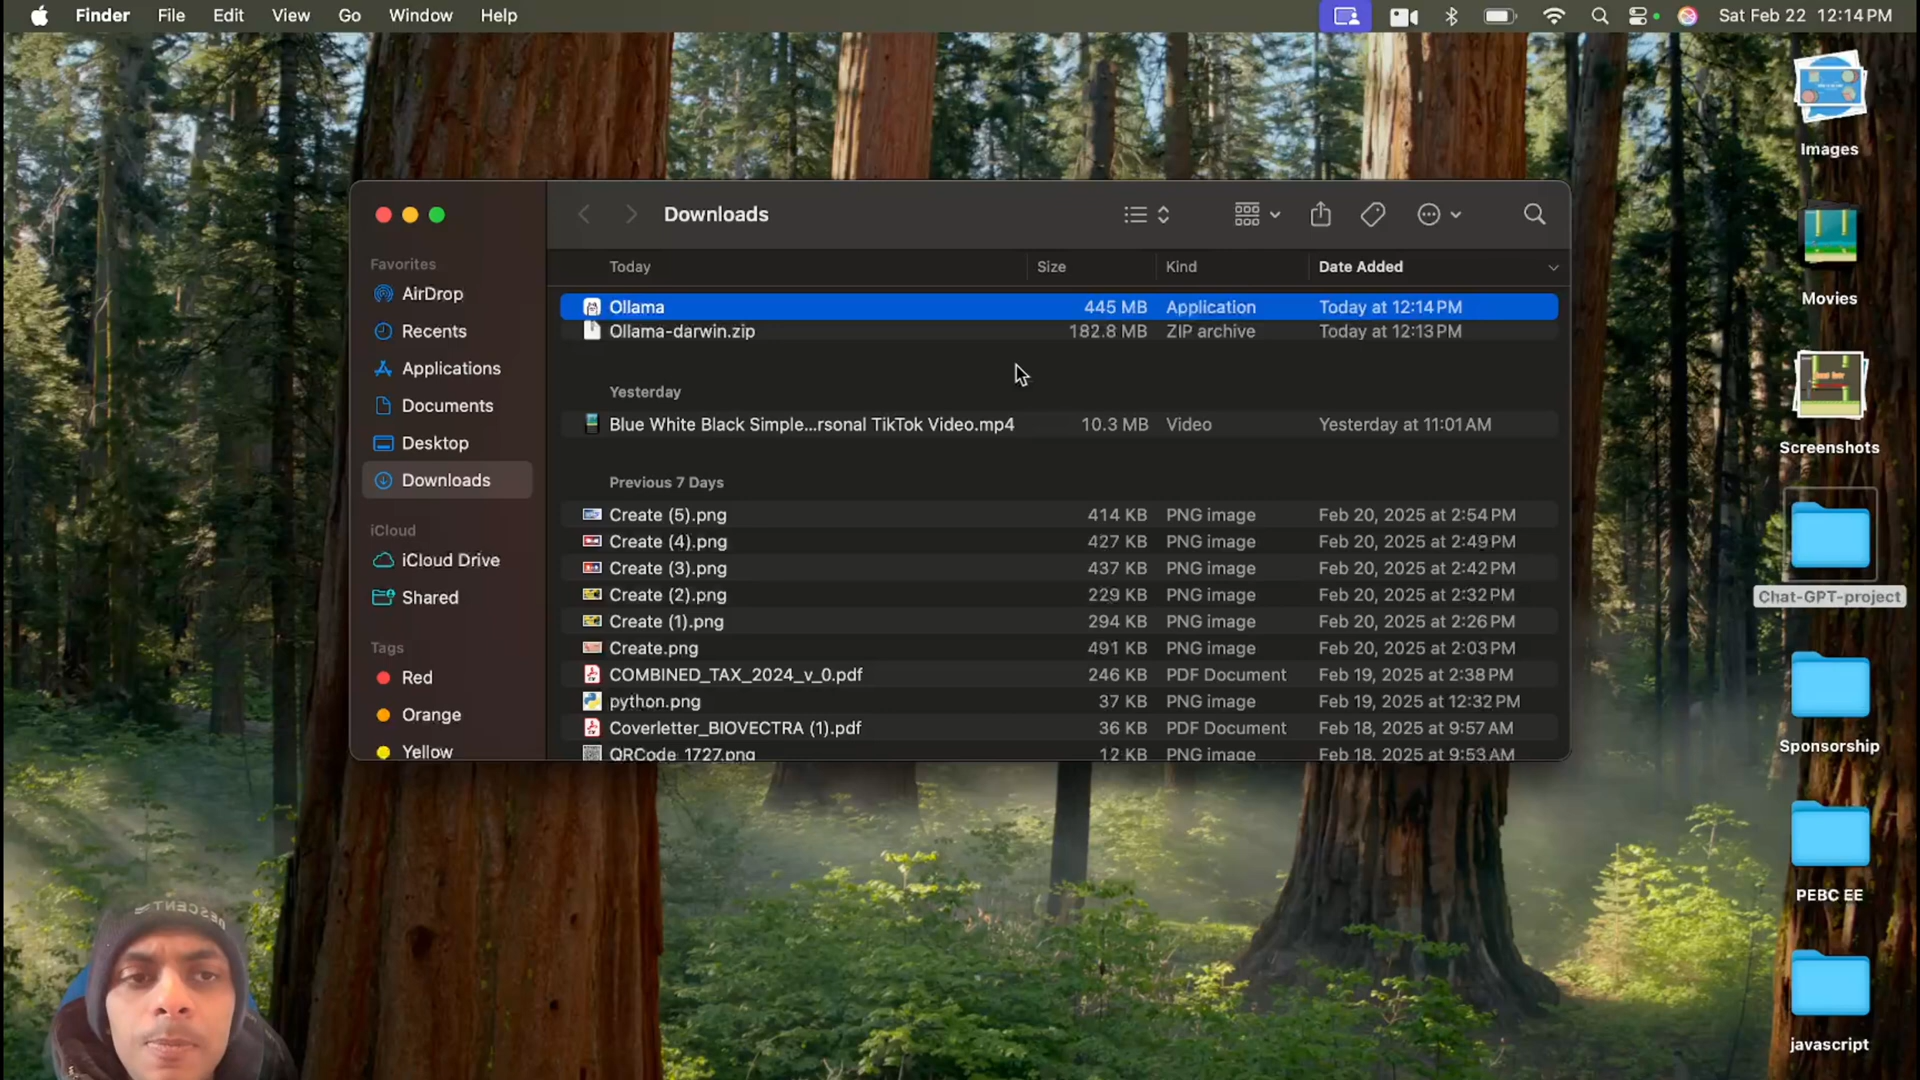 Finder File Edit View Go Window Help Sat Feb 22 12:14 PM
Downloads
Favorites
AirDrop
Recents
Applications
Documents
Desktop
Downloads
iCloud
iCloud Drive
Shared
Tags
Red
Orange
Yellow
Today Size Kind Date Added
Ollama 445 MB Application Today at 12:14 PM
Ollama-darwin.zip 182.8 MB ZIP archive Today at 12:13 PM
Yesterday
Blue White Black Simple...rsonal TikTok Video.mp4 10.3 MB Video Yesterday at 11:01 AM
Previous 7 Days
Create (5).png 414 KB PNG image Feb 20, 2025 at 2:54 PM
Create (4).png 427 KB PNG image Feb 20, 2025 at 2:49 PM
Create (3).png 437 KB PNG image Feb 20, 2025 at 2:42 PM
Create (2).png 229 KB PNG image Feb 20, 2025 at 2:32 PM
Create (1).png 294 KB PNG image Feb 20, 2025 at 2:26 PM
Create.png 491 KB PNG image Feb 20, 2025 at 2:03 PM
COMBINED_TAX_2024_v_0.pdf 246 KB PDF Document Feb 19, 2025 at 2:38 PM
python.png 37 KB PNG image Feb 19, 2025 at 12:32 PM
Coverletter_BIOVECTRA (1).pdf 36 KB PDF Document Feb 18, 2025 at 9:57 AM
QRCode_1727.png 12 KB PNG image Feb 18, 2025 at 9:53 AM
Images
Movies
Screenshots
Chat-GPT-project
Sponsorship
PEBC EE
javascript
DESCENT